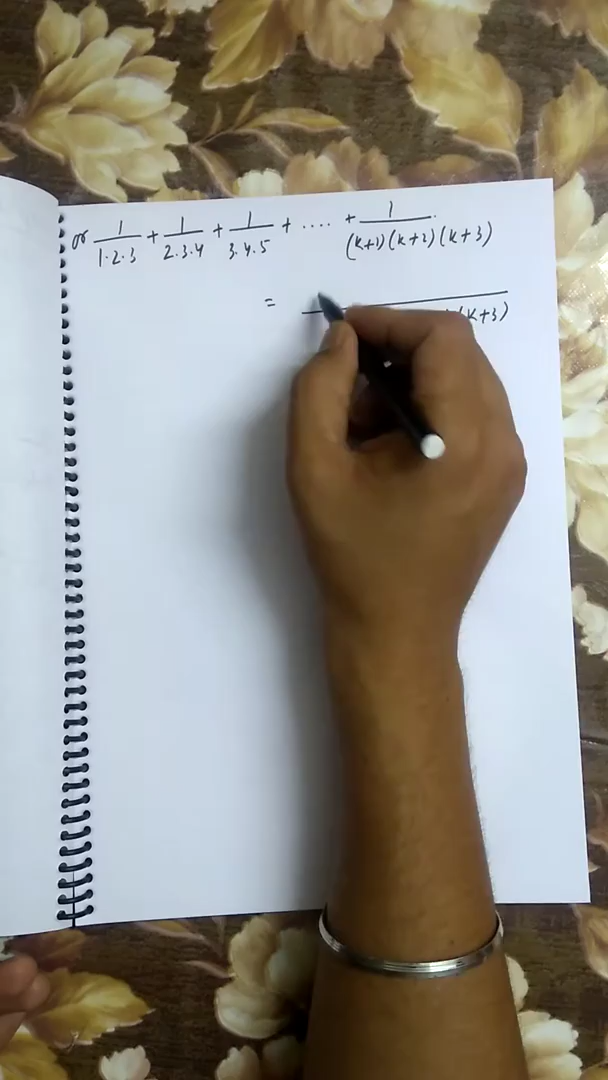 or 1/(1·2·3) + 1/(2·3·4) + 1/(3·4·5) + .... + 1/((k+1)(k+2)(k+3))
= (k+3)